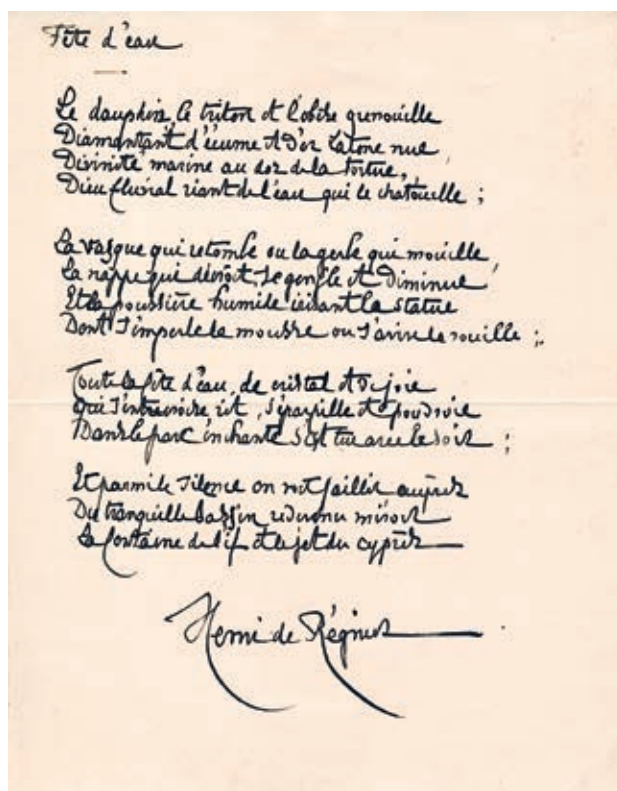 Fête d'eau
Le dauphin, le triton et l'obèse grenouille
Diamantant d'écume et d'or Latone nue,
Divinité marine au dos de la tortue,
Dieu fluvial riant de l'eau qui le chatouille ;
La vasque qui retombe ou la gerbe qui mouille,
La nappe qui décroît, se gonfle et diminue
Et la poussière humide irisant la statue
Dont s'imperle la mousse ou s'avive la rouille ;
Toute la fête d'eau, de cristal et de joie
Qui s'entrecroise, rit, s'éparpille et poudroie
Dans le parc enchanté s'est tue avec le soir ;
Et parmi le silence on voit jaillir auprès
Du tranquille bassin redevenu miroir
La fontaine de l'if et le jet du cyprès
Henri de Régnier